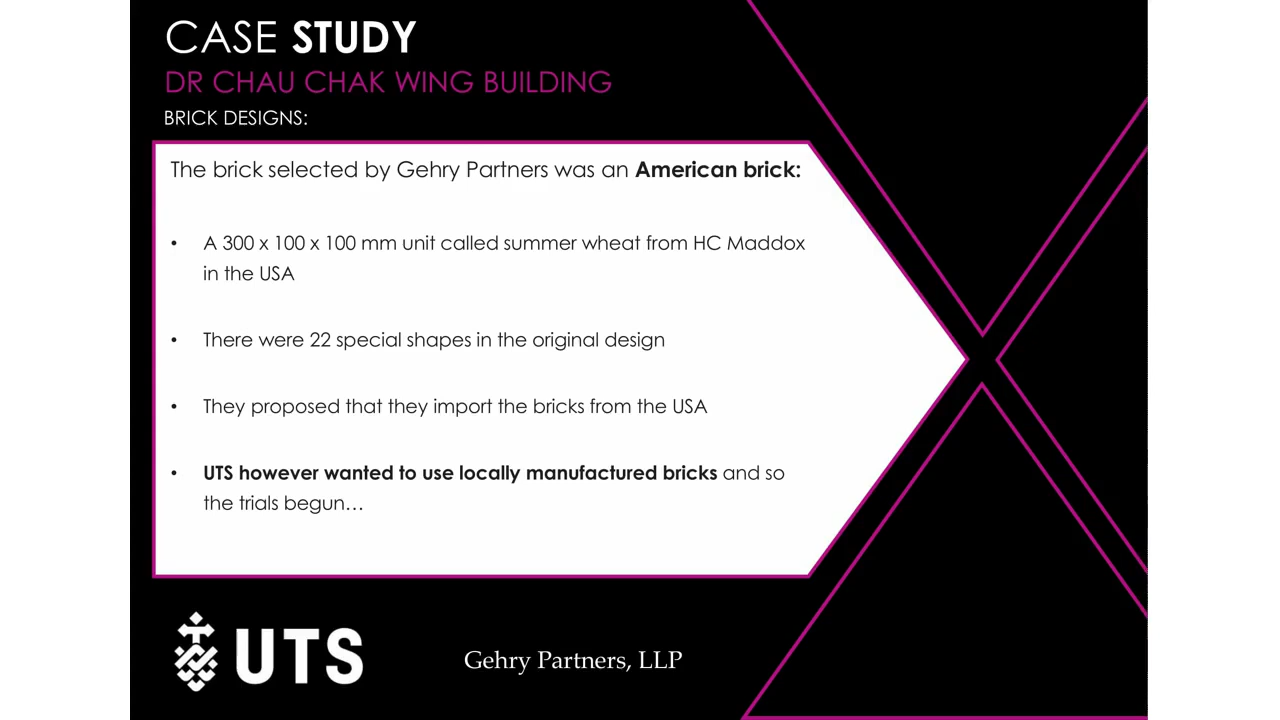 CASE STUDY
DR CHAU CHAK WING BUILDING
BRICK DESIGNS:
The brick selected by Gehry Partners was an American brick:
• A 300 x 100 x 100 mm unit called summer wheat from HC Maddox
in the USA
• There were 22 special shapes in the original design
• They proposed that they import the bricks from the USA
• UTS however wanted to use locally manufactured bricks and so
the trials begun…
UTS
Gehry Partners, LLP